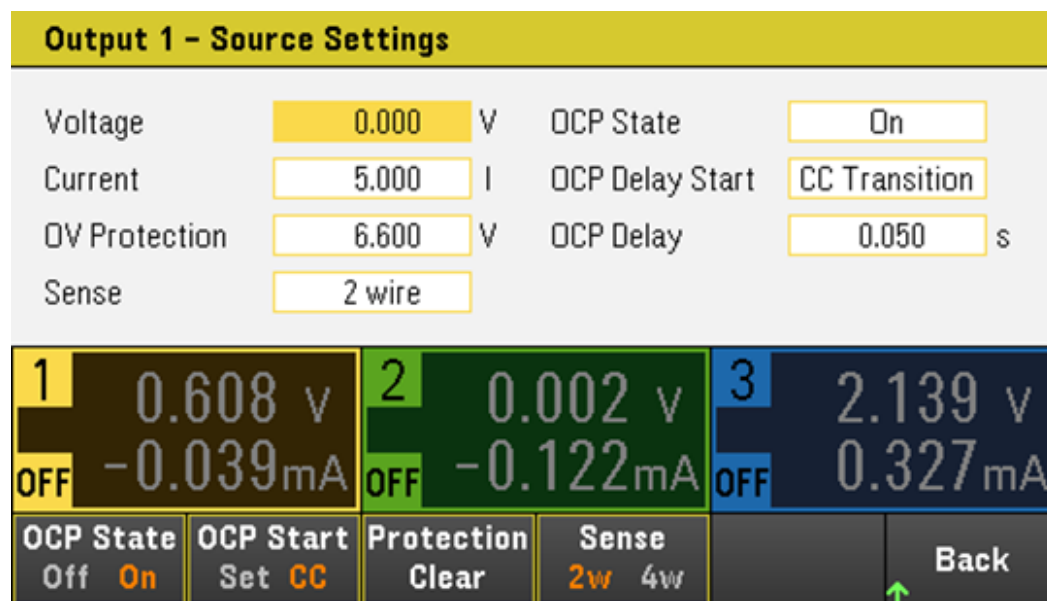 Output 1 - Source Settings
Voltage 0.000 V OCP State On
Current 5.000 I OCP Delay Start CC Transition
OV Protection 6.600 V OCP Delay 0.050 s
Sense 2 wire
1 0.608 V 2 0.002 V 3 2.139 V
OFF -0.039mA OFF -0.122mA OFF 0.327mA
OCP State OCP Start Protection Sense
Off On Set CC Clear 2w 4w Back